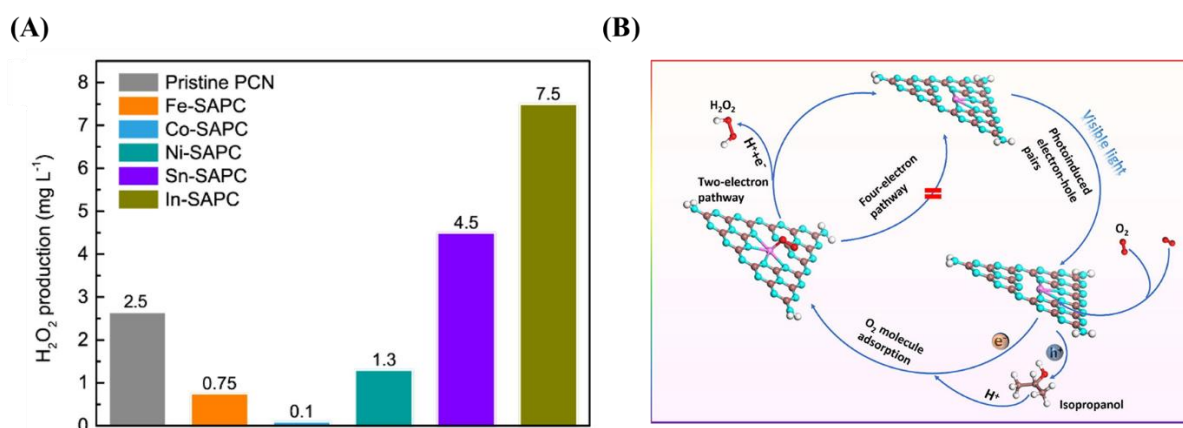 (A)
H2O2 production (mg L-1)
8
7
6
5
4
3
2
1
0
Pristine PCN
Fe-SAPC
Co-SAPC
Ni-SAPC
Sn-SAPC
In-SAPC
2.5
0.75
0.1
1.3
4.5
7.5
(B)
H2O2
H++e-
Two-electron
pathway
Four-electron
pathway
Photoinduced
electron-hole
pairs
Visible light
O2
O2 molecule
adsorption
e-
h+
H+
Isopropanol